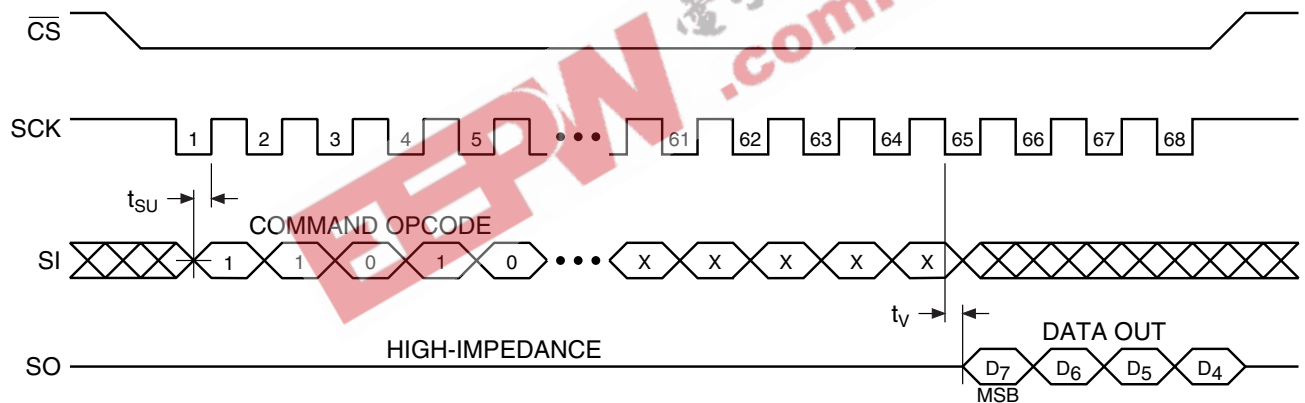 CS
SCK
1 2 3 4 5 ••• 61 62 63 64 65 66 67 68
tSU
COMMAND OPCODE
SI
1 1 0 1 0 ••• X X X X X
tV
DATA OUT
HIGH-IMPEDANCE
SO
D7 D6 D5 D4
MSB
EEPW
.com